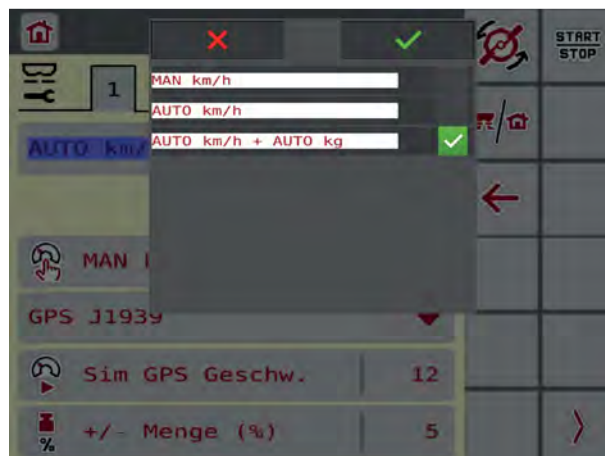 START
STOP
MAN km/h
1
AUTO km/h
AUTO km/
AUTO km/h + AUTO kg
MAN
GPS J1939
Sim GPS Geschw.
12
%
+/- Menge (%)
5